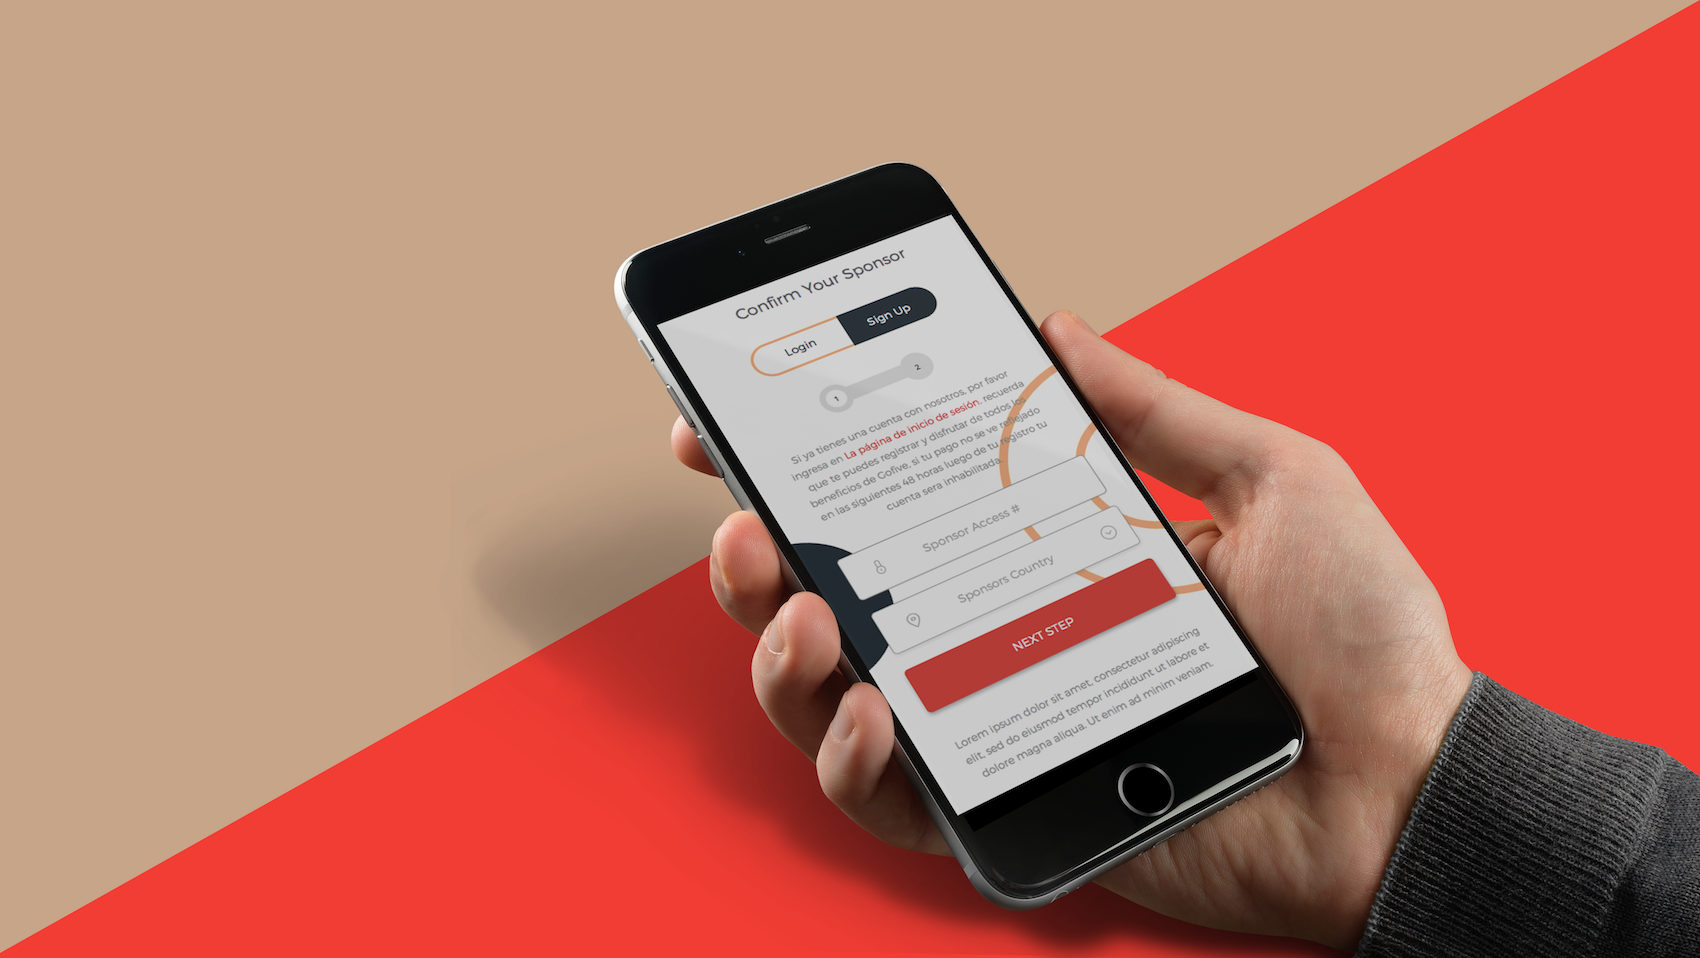 Confirm Your Sponsor
Login
Sign Up
1
2
Si ya tienes una cuenta con nosotros, por favor
ingresa en La página de inicio de sesión, recuerda
que te puedes registrar y disfrutar de todos los
beneficios de Gofive, si tu pago no se ve reflejado
en las siguientes 48 horas luego de tu registro tu
cuenta sera inhabilitada.
Sponsor Access #
Sponsors Country
NEXT STEP
Lorem ipsum dolor sit amet, consectetur adipiscing
elit, sed do eiusmod tempor incididunt ut labore et
dolore magna aliqua. Ut enim ad minim veniam,